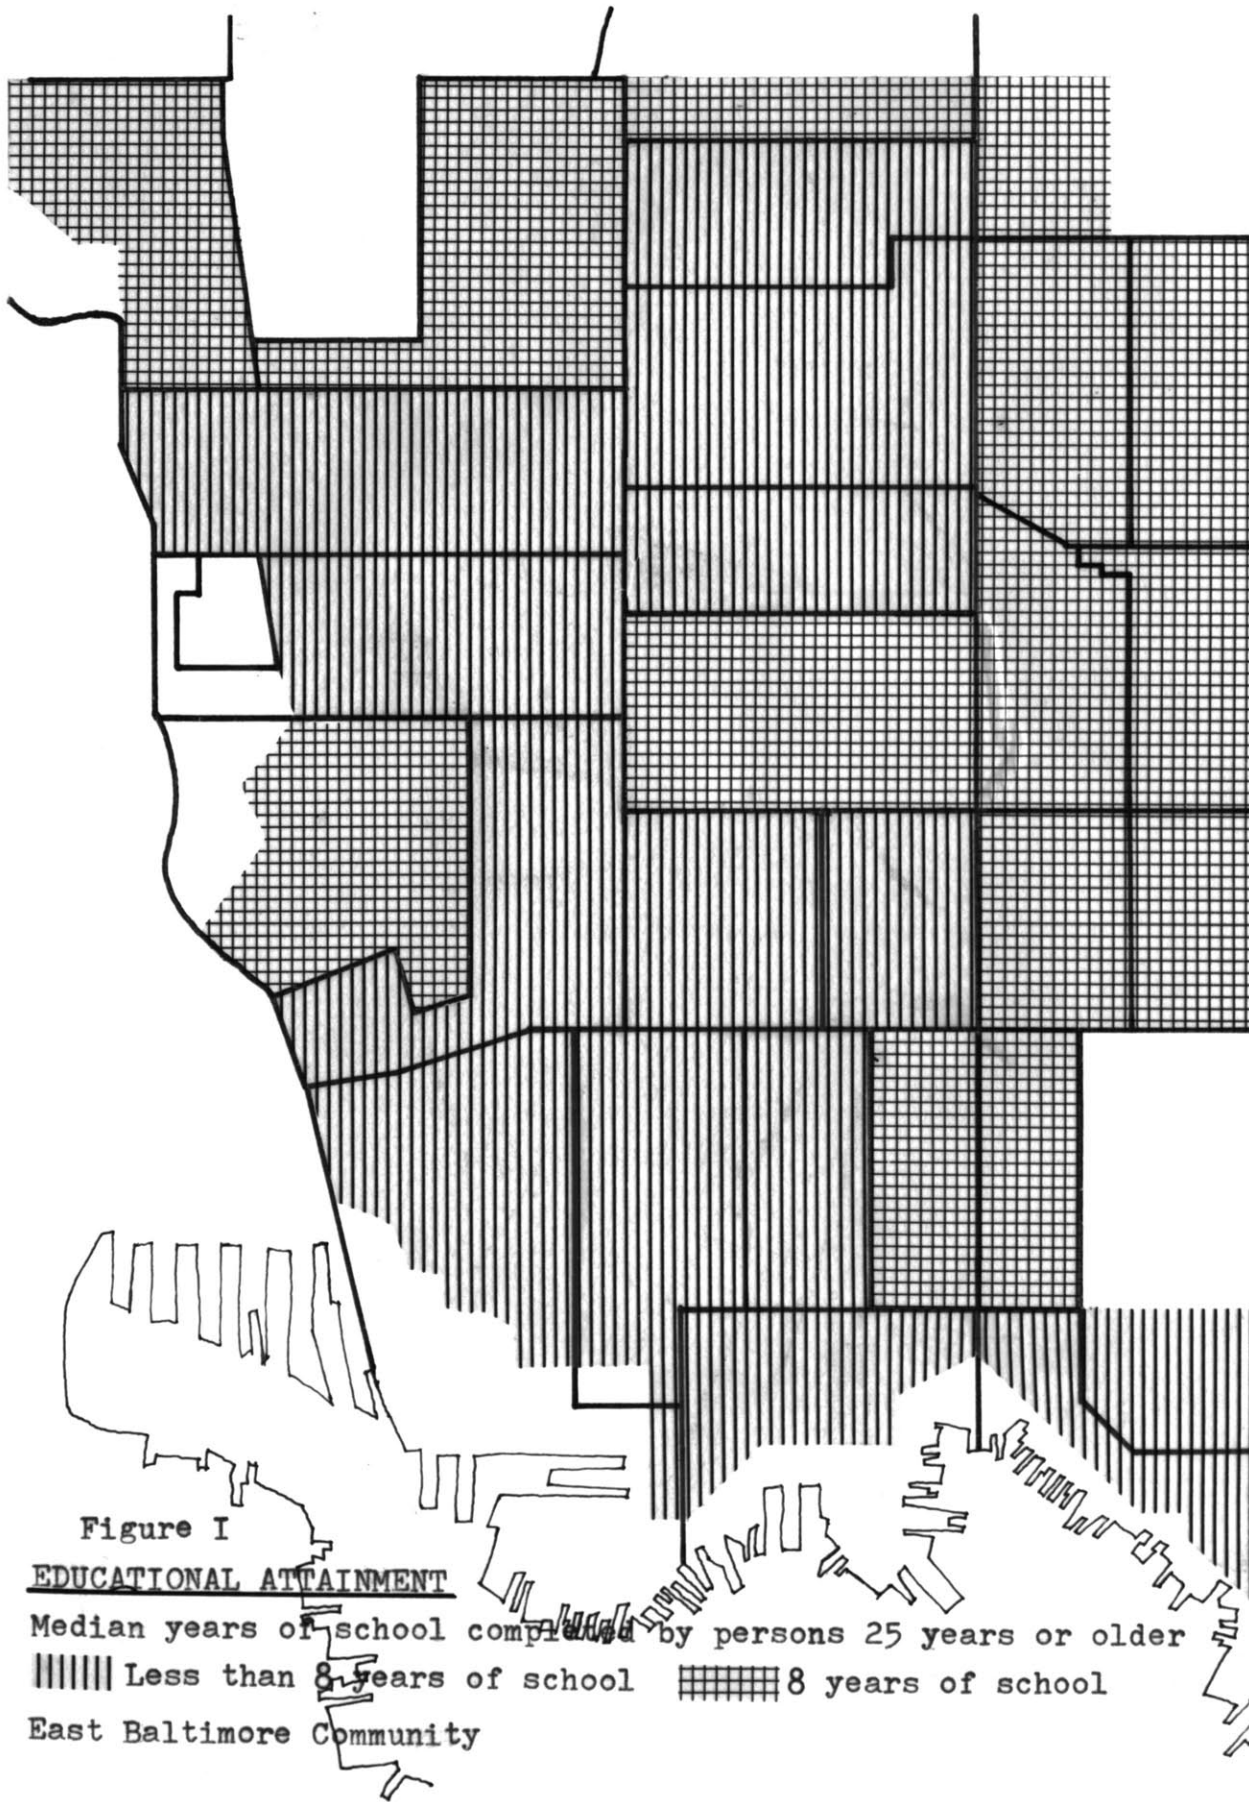 Figure I
EDUCATIONAL ATTAINMENT
Median years of school completed by persons 25 years or older
Less than 8 years of school 8 years of school
East Baltimore Community